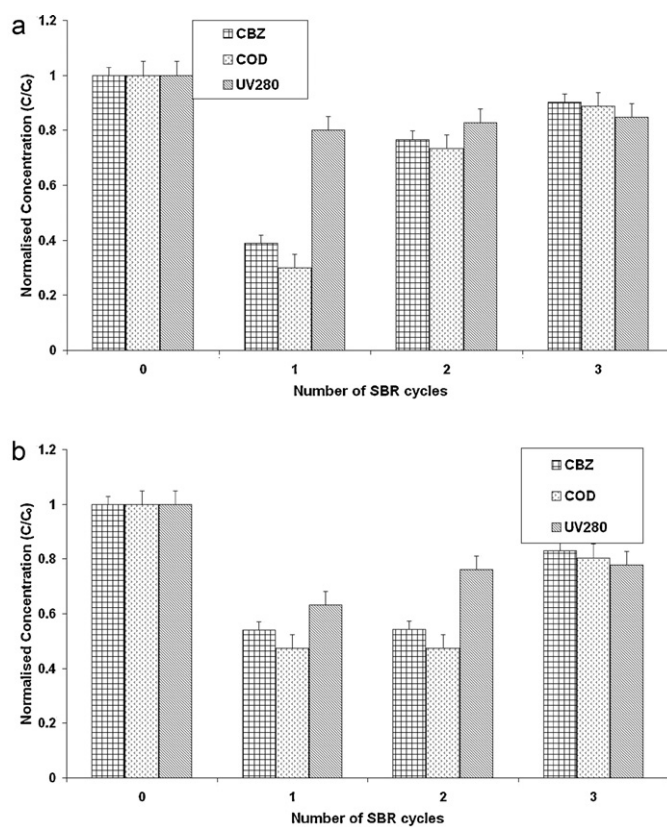 a
1.2
1
0.8
0.6
0.4
0.2
0
Normalised Concentration (C/C₀)
CBZ
COD
UV280
0 1 2 3
Number of SBR cycles
b
1.2
1
0.8
0.6
0.4
0.2
0
Normalised Concentration (C/C₀)
CBZ
COD
UV280
0 1 2 3
Number of SBR cycles